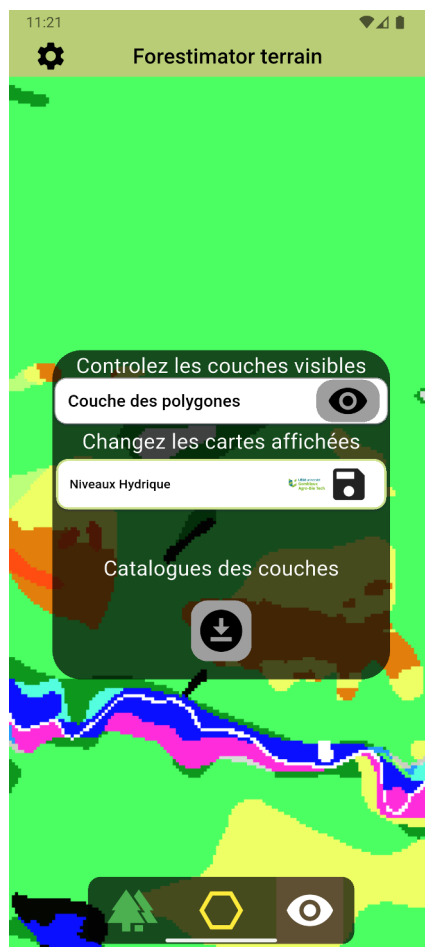 11:21
Forestimator terrain
Controlez les couches visibles
Couche des polygones
Changez les cartes affichées
Niveaux Hydrique
Catalogues des couches